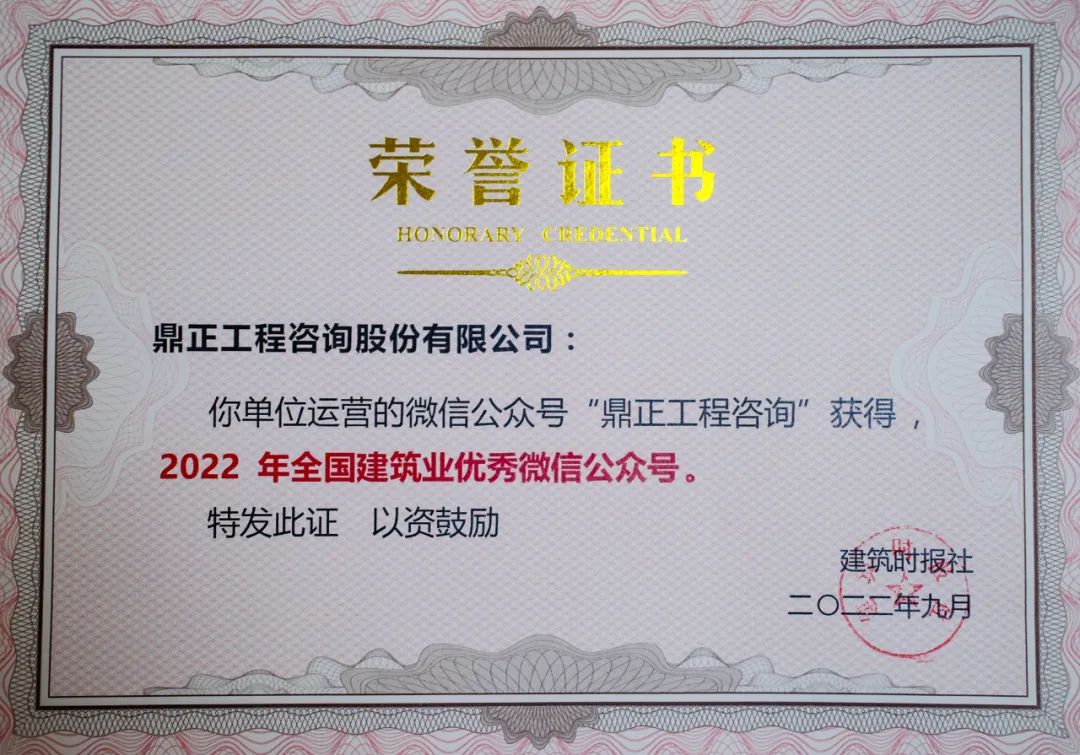 荣誉证书
HONORARY CREDENTIAL
鼎正工程咨询股份有限公司：
你单位运营的微信公众号“鼎正工程咨询”获得，
2022 年全国建筑业优秀微信公众号。
特发此证 以资鼓励
建筑时报社
二〇二二年九月